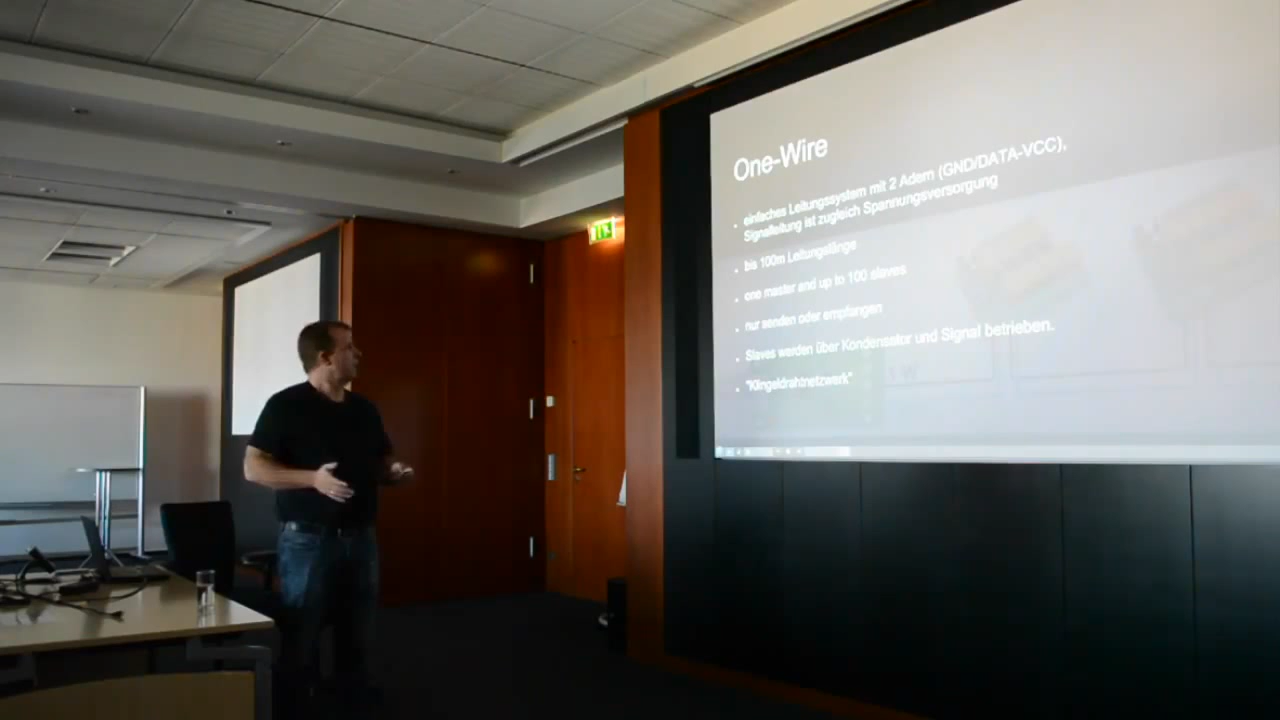 One-Wire
einfaches Leitungssystem mit 2 Adern (GND/DATA-VCC),
Signalleitung ist zugleich Spannungsversorgung
bis 100m Leitungslänge
one master and up to 100 slaves
nur senden oder empfangen
Slaves werden über Kondensator und Signal betrieben.
"Klingeldrahtnetzwerk"